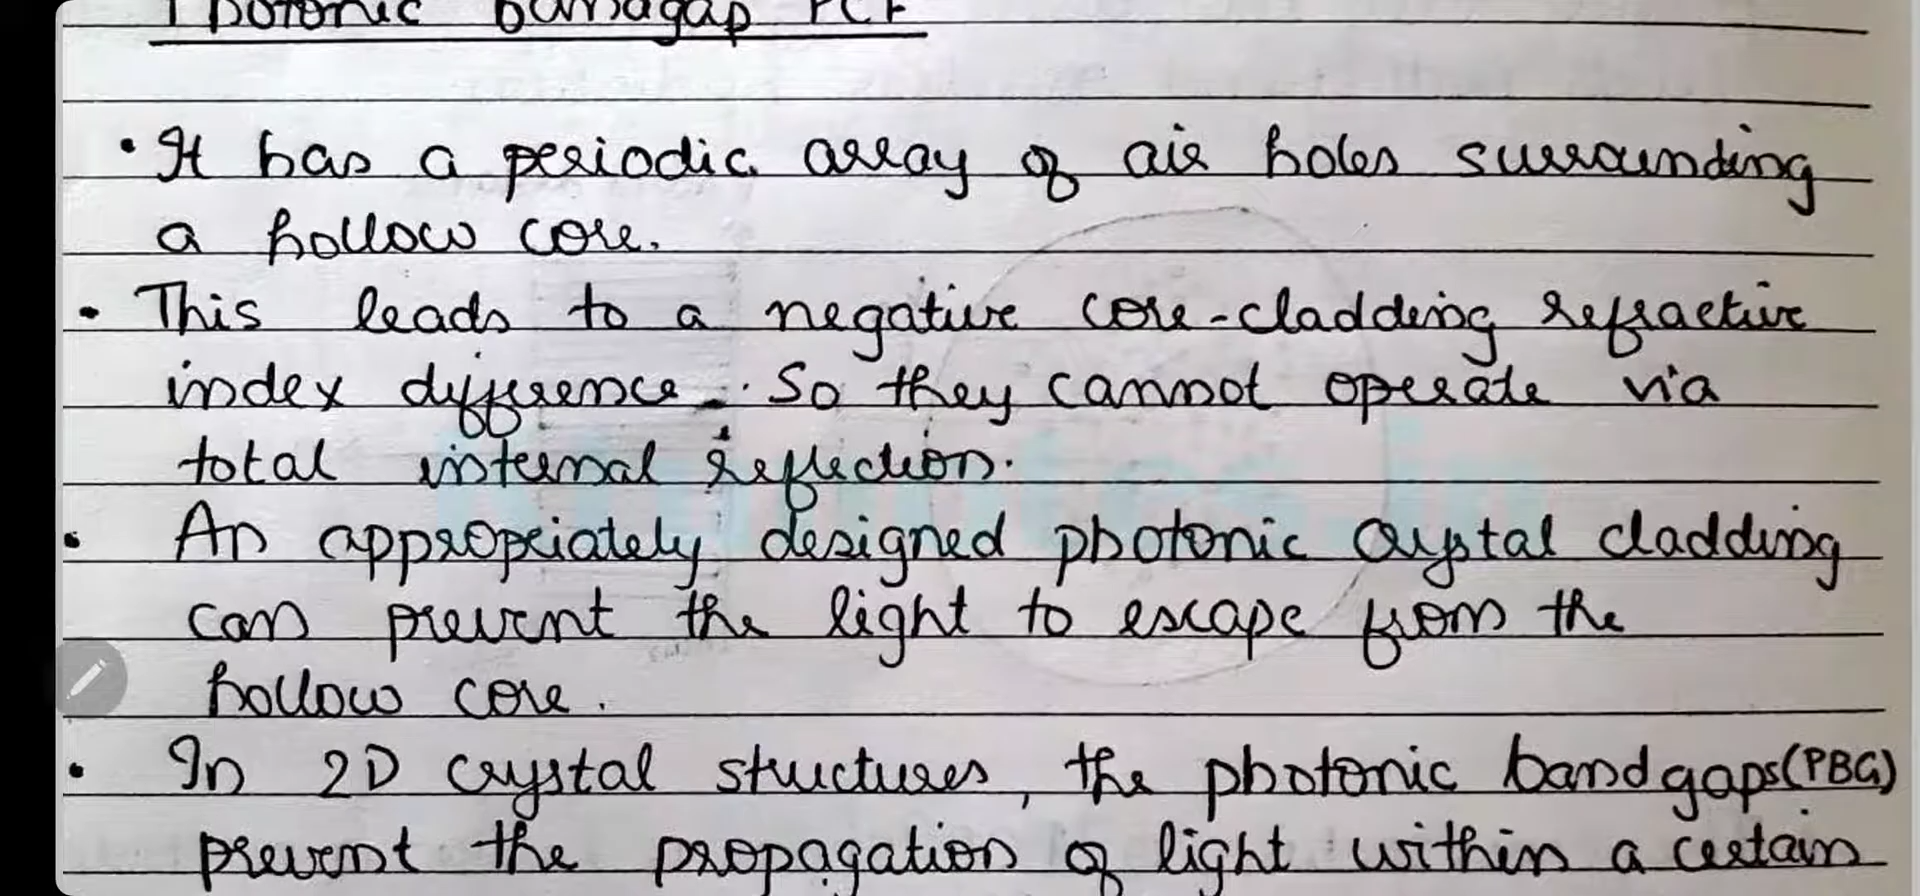 Photonic bandgap PCF
• It has a periodic array of air holes surrounding
a hollow core.
• This leads to a negative core-cladding refractive
index difference. So they cannot operate via
total internal reflection.
• An appropriately designed photonic crystal cladding
can prevent the light to escape from the
hollow core.
• In 2D crystal structures, the photonic bandgaps (PBG)
prevent the propagation of light within a certain